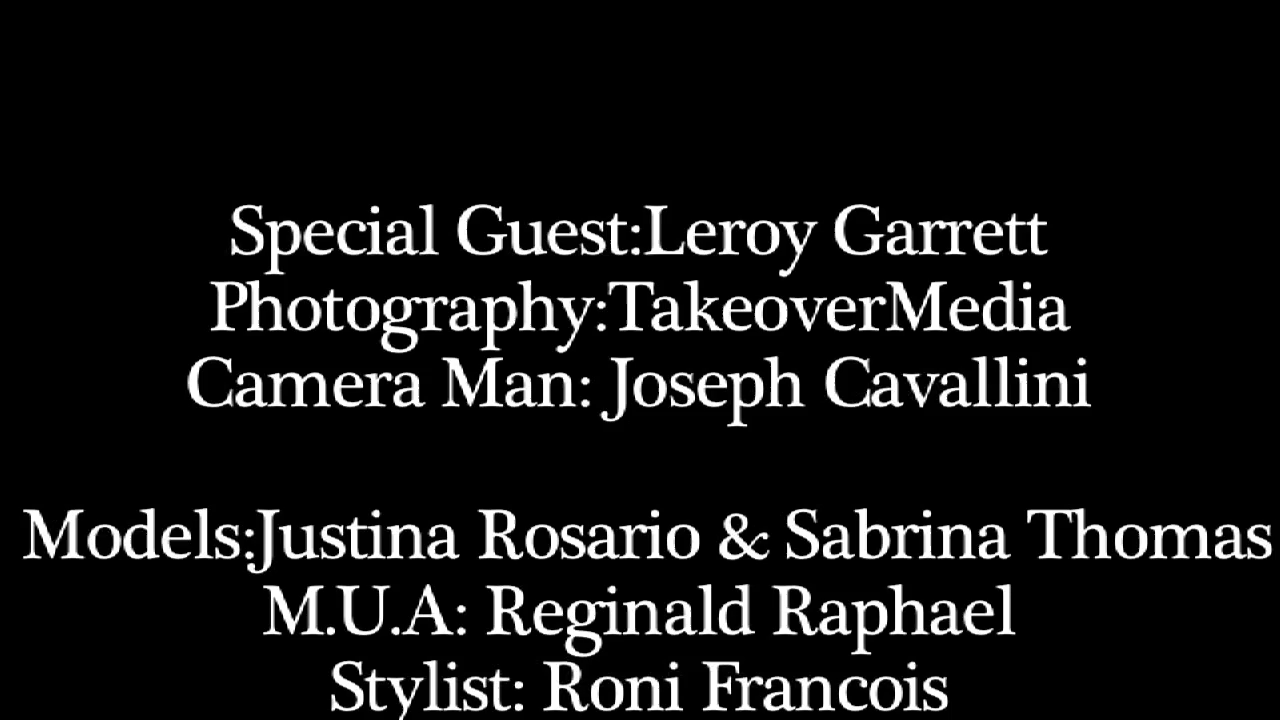 Special Guest:Leroy Garrett
Photography:TakeoverMedia
Camera Man: Joseph Cavallini
Models:Justina Rosario & Sabrina Thomas
M.U.A: Reginald Raphael
Stylist: Roni Francois